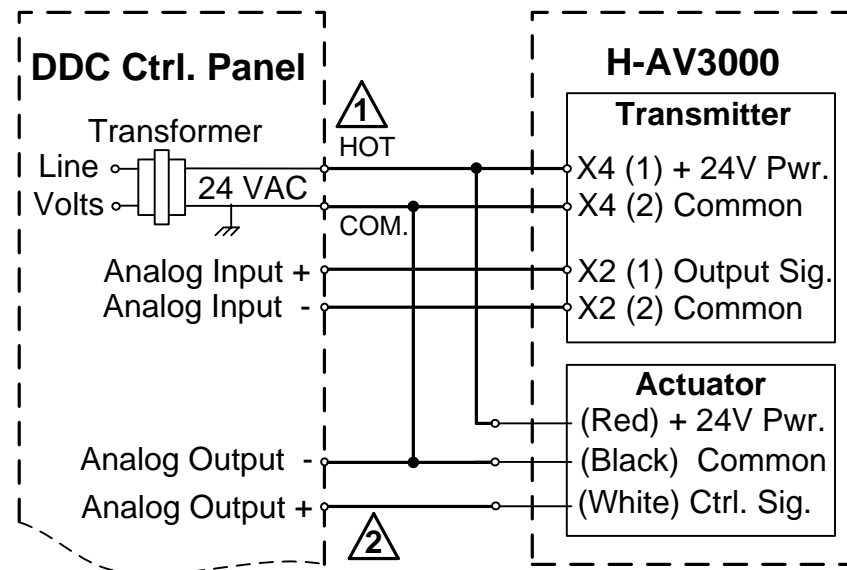 DDC Ctrl. Panel
Transformer
Line
Volts
24 VAC
1
HOT
COM.
Analog Input +
Analog Input -
Analog Output -
Analog Output +
2
H-AV3000
Transmitter
X4 (1) + 24V Pwr.
X4 (2) Common
X2 (1) Output Sig.
X2 (2) Common
Actuator
(Red) + 24V Pwr.
(Black) Common
(White) Ctrl. Sig.